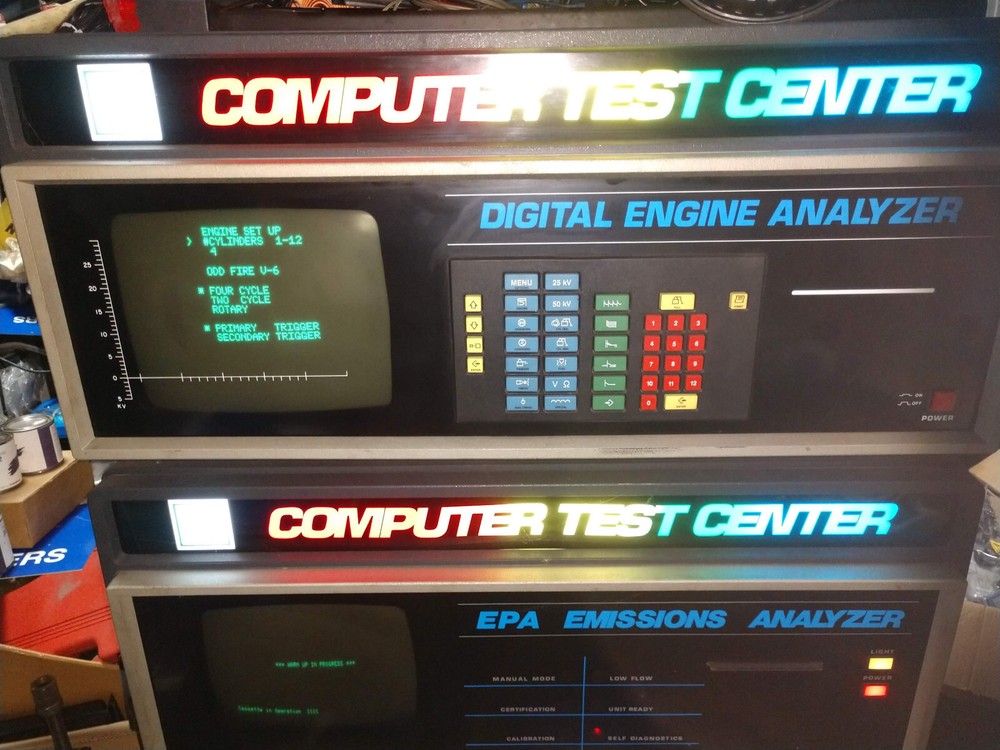 COMPUTER TEST CENTER
DIGITAL ENGINE ANALYZER
ENGINE SET UP
> #CYLINDERS 1-12
4
ODD FIRE V-6
* FOUR CYCLE
TWO CYCLE
ROTARY
* PRIMARY TRIGGER
SECONDARY TRIGGER
25
20
15
10
5
0
5
KV
MENU 25 kV
50 kV
V Ω
1 2 3
4 5 6
7 8 9
10 11 12
0
ON
OFF
POWER
COMPUTER TEST CENTER
ERS
EPA EMISSIONS ANALYZER
*** WARM UP IN PROGRESS ***
LIGHT
POWER
MANUAL MODE LOW FLOW
CERTIFICATION UNIT READY
CALIBRATION SELF DIAGNOSTICS